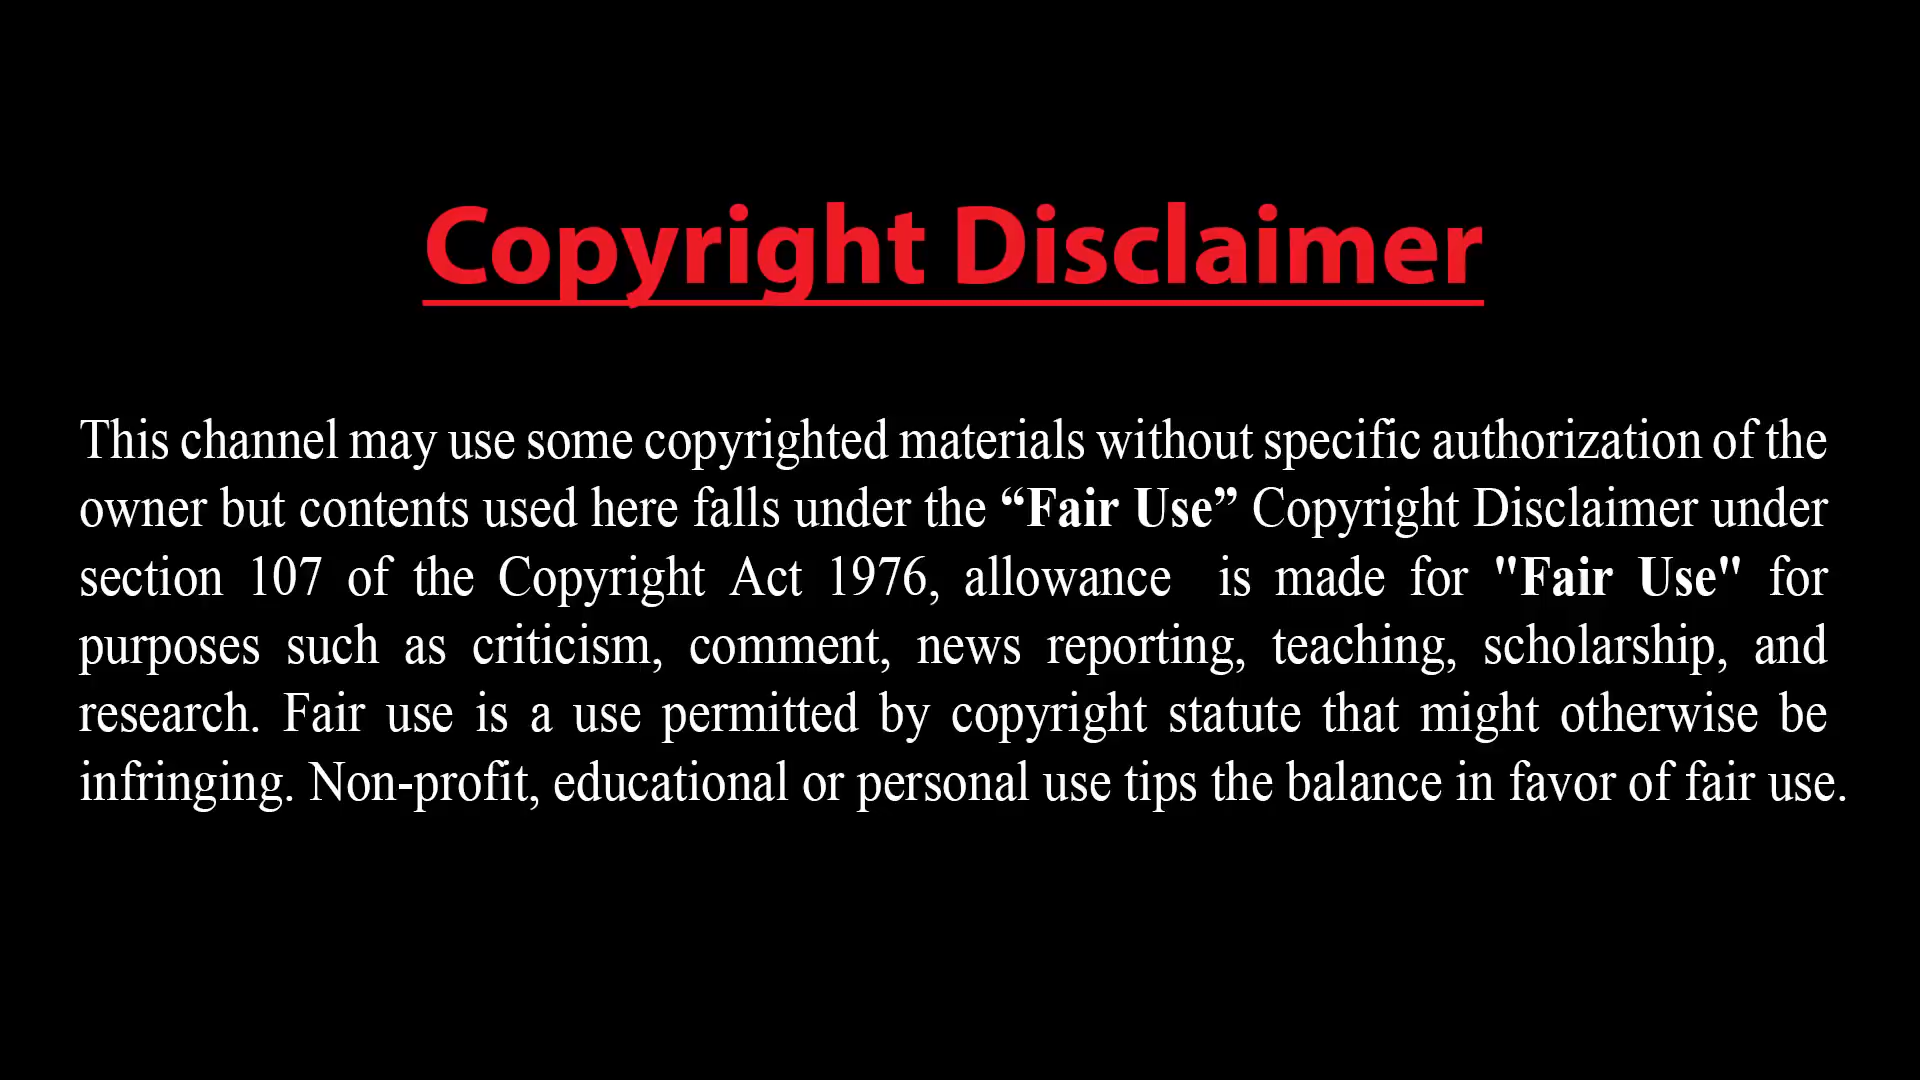 Copyright Disclaimer
This channel may use some copyrighted materials without specific authorization of the
owner but contents used here falls under the “Fair Use” Copyright Disclaimer under
section 107 of the Copyright Act 1976, allowance  is made for "Fair Use" for
purposes such as criticism, comment, news reporting, teaching, scholarship, and
research. Fair use is a use permitted by copyright statute that might otherwise be
infringing. Non-profit, educational or personal use tips the balance in favor of fair use.